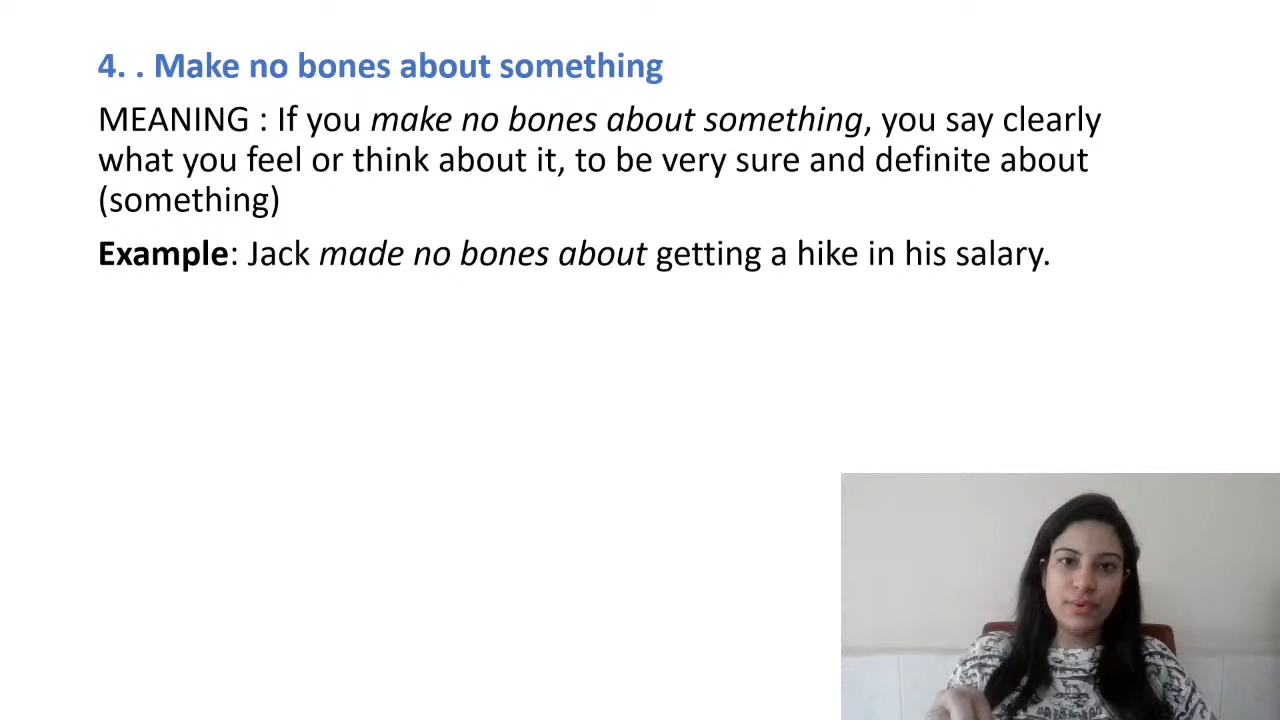 4. . Make no bones about something
MEANING : If you make no bones about something, you say clearly
what you feel or think about it, to be very sure and definite about
(something)
Example: Jack made no bones about getting a hike in his salary.